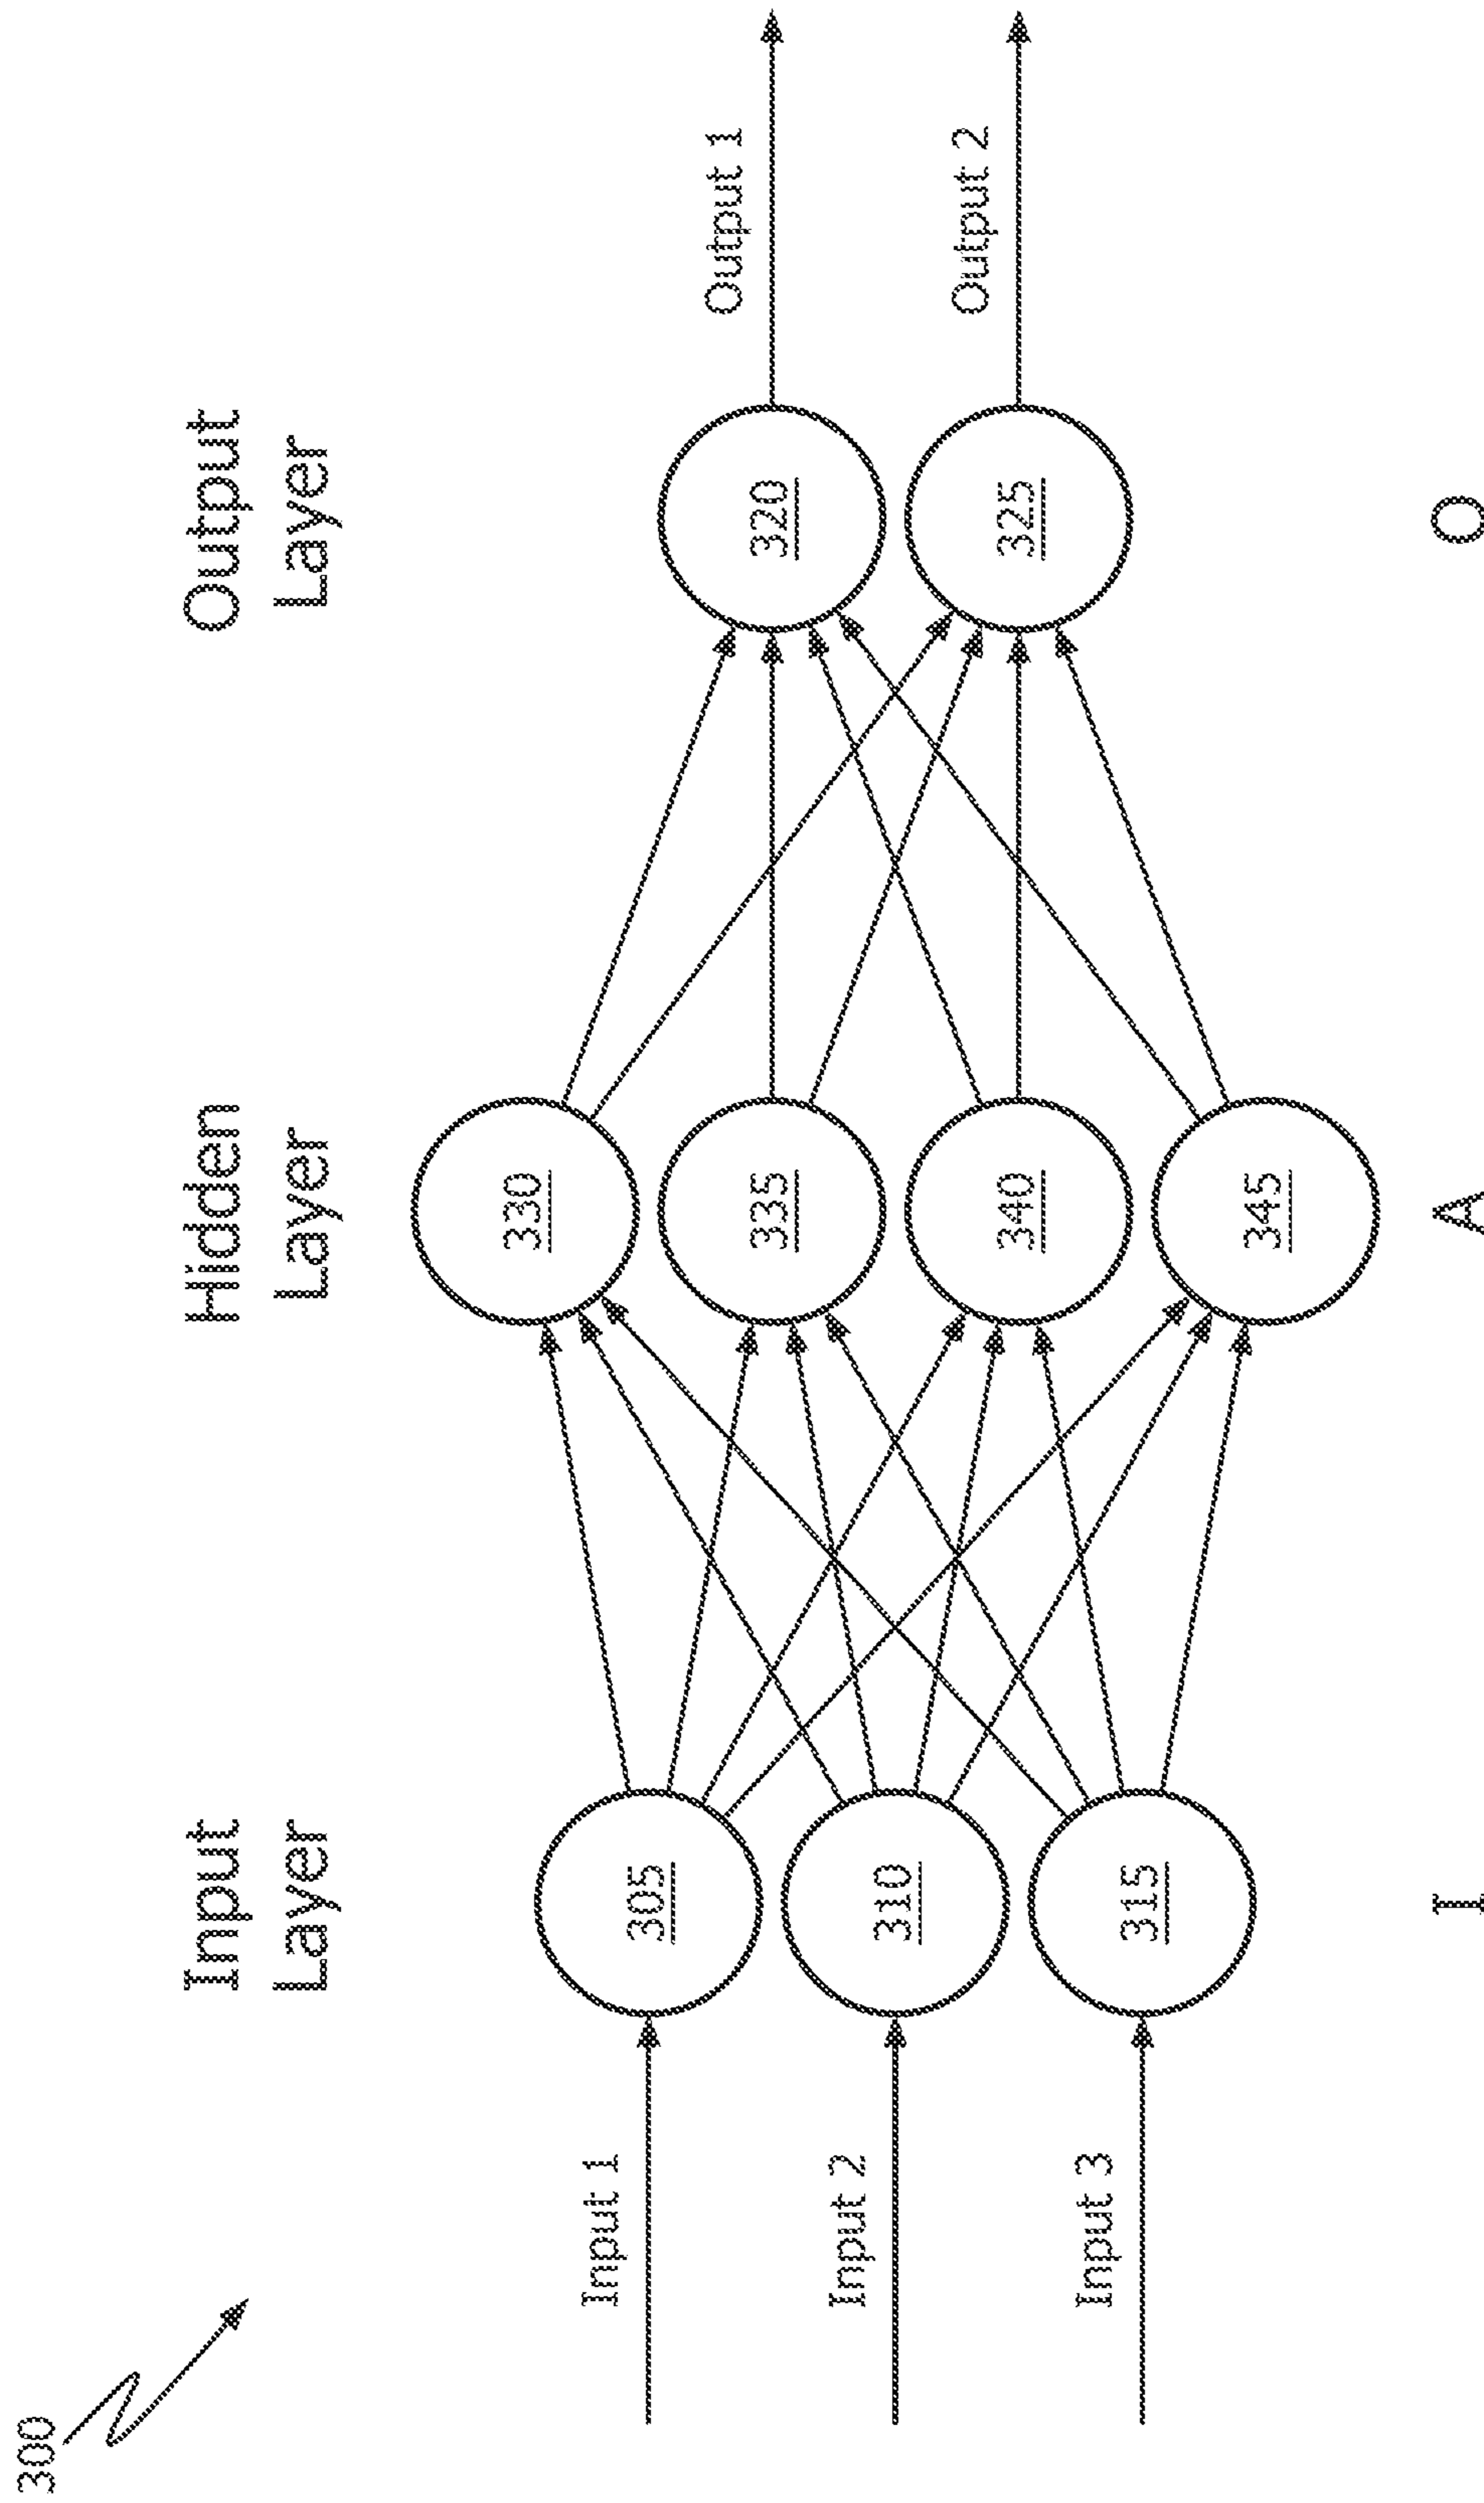 300
Input
Layer
Hidden
Layer
Output
Layer
Input 1
Input 2
Input 3
305
310
315
330
335
340
345
320
325
Output 1
Output 2
I
A
O